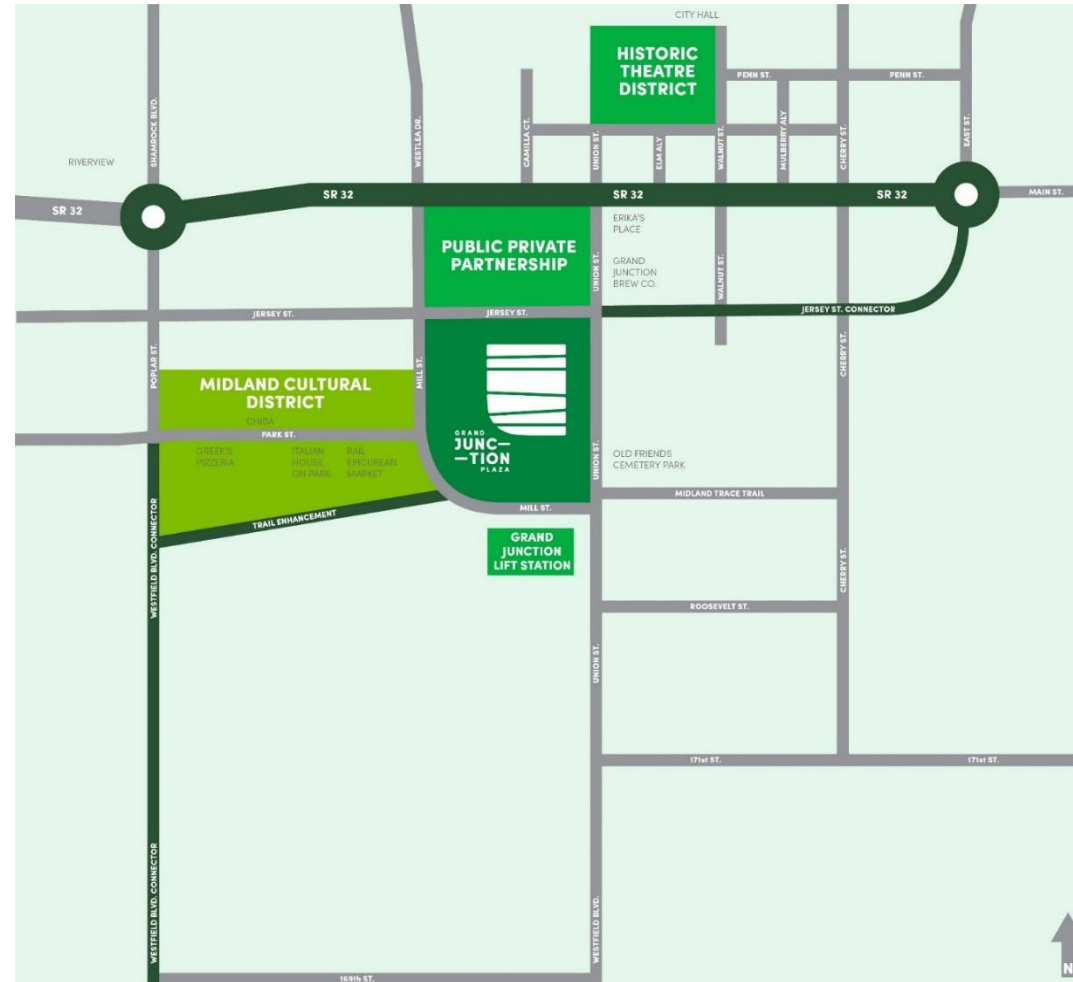 CITY HALL
HISTORIC
THEATRE
DISTRICT
PENN ST.
PENN ST.
SHAMROCK BLVD.
WESTLEA DR.
CAMILLA CT.
UNION ST.
ELM ALY
WALNUT ST.
MULBERRY ALY
CHERRY ST.
EAST ST.
RIVERVIEW
SR 32
SR 32
SR 32
SR 32
MAIN ST.
ERIKA'S
PLACE
PUBLIC PRIVATE
PARTNERSHIP
UNION ST.
GRAND
JUNCTION
BREW CO.
WALNUT ST.
JERSEY ST.
JERSEY ST.
JERSEY ST. CONNECTOR
POPLAR ST.
MILL ST.
CHERRY ST.
MIDLAND CULTURAL
DISTRICT
CHIBA
PARK ST.
GREEK'S
PIZZERIA
ITALIAN
HOUSE
ON PARK
RAIL
EPICUREAN
MARKET
GRAND
JUNC—
—TION
PLAZA
UNION ST.
OLD FRIENDS
CEMETERY PARK
MIDLAND TRACE TRAIL
MILL ST.
TRAIL ENHANCEMENT
WESTFIELD BLVD. CONNECTOR
GRAND
JUNCTION
LIFT STATION
CHERRY ST.
ROOSEVELT ST.
UNION ST.
171st ST.
171st ST.
WESTFIELD BLVD. CONNECTOR
WESTFIELD BLVD.
169th ST.
N